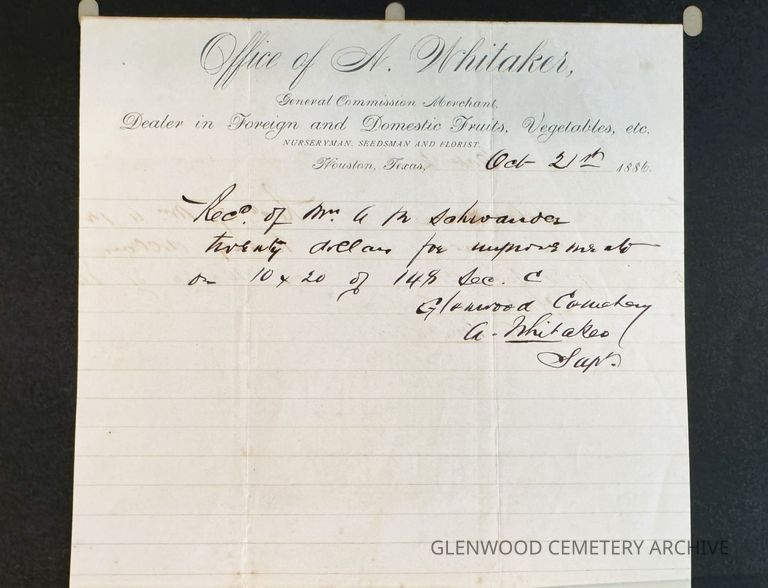 Office of A. Whitaker,
General Commission Merchant,
Dealer in Foreign and Domestic Fruits, Vegetables, etc.
NURSERYMAN, SEEDSMAN AND FLORIST.
Houston, Texas, Oct 21st 1886.
Recd. of Mr. A M Schwander
twenty dollars for improvements
on 10 x 20 of 148 Sec. C
Glenwood Cemetery
A. Whitaker
Supt.
GLENWOOD CEMETERY ARCHIVE